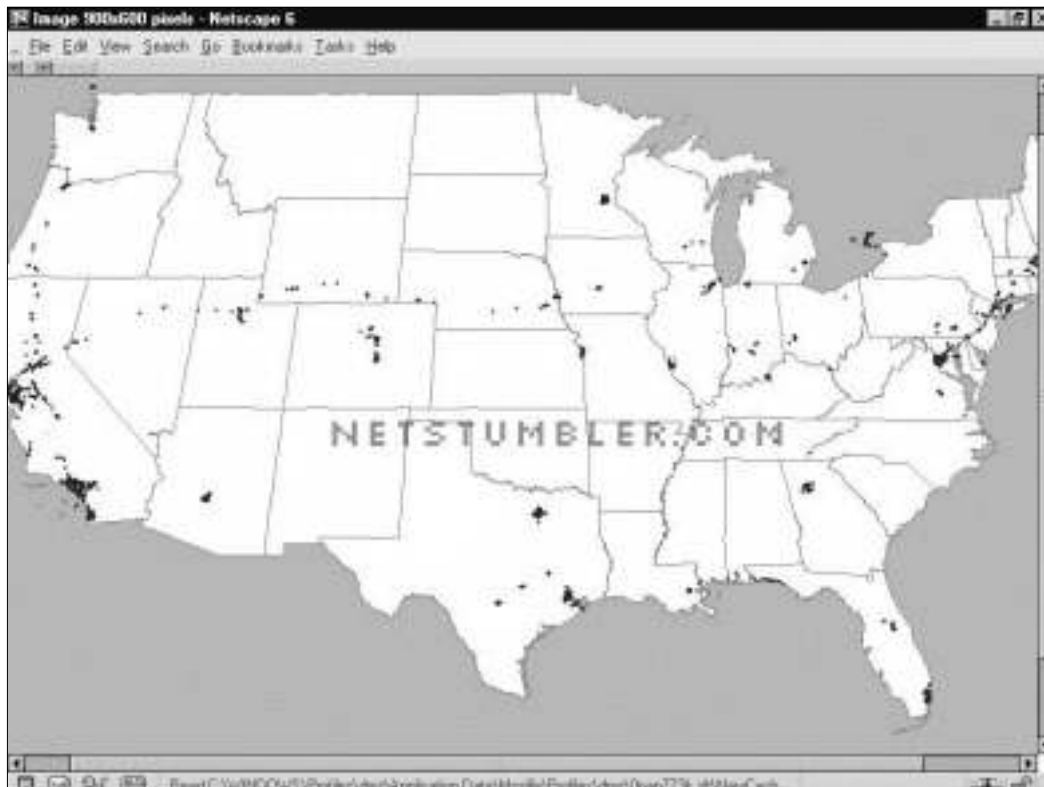 Image 900x600 pixels - Netscape 6
File Edit View Search Go Bookmarks Tasks Help
NETSTUMBLER.COM